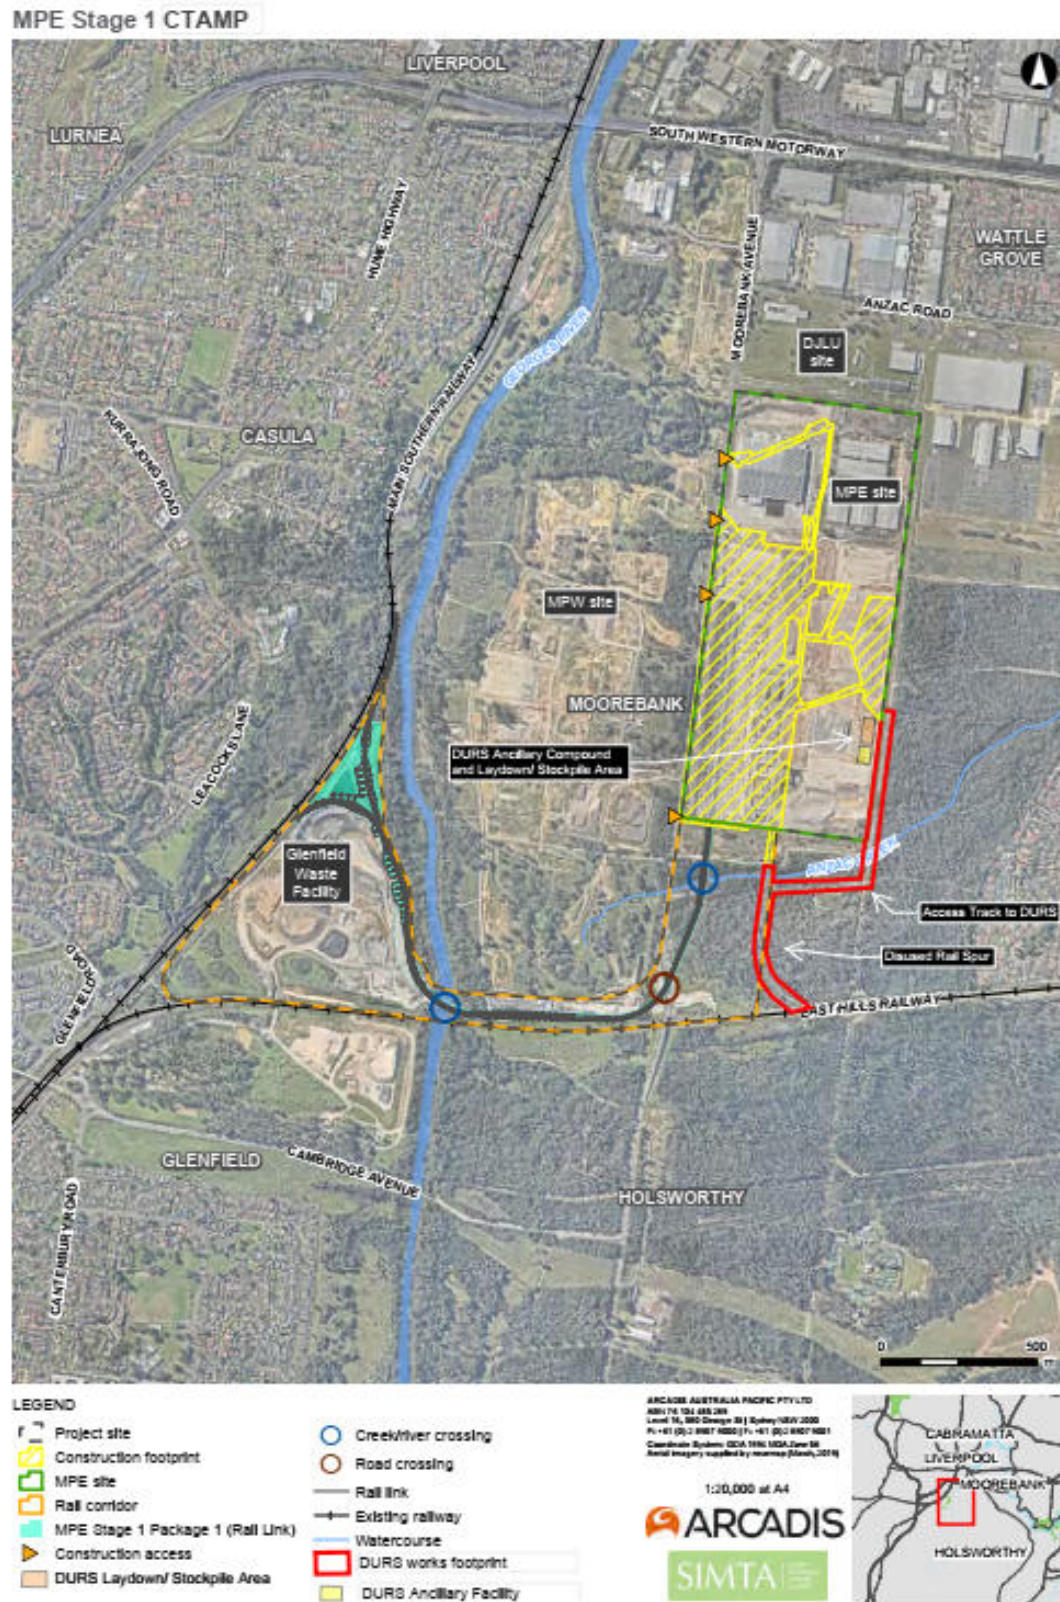 MPE Stage 1 CTAMP
LIVERPOOL
LURNEA
SOUTH WESTERN MOTORWAY
HUME HIGHWAY
MOOREBANK AVENUE
WATTLE
GROVE
ANZAC ROAD
GEORGES RIVER
DJLU
site
MAIN SOUTHERN RAILWAY
KURRAJONG ROAD
CASULA
MPE site
MPW site
MOOREBANK
LEACOCKS LANE
DURS Ancillary Compound
and Laydown/ Stockpile Area
Glenfield
Waste
Facility
ANZAC CREEK
Access Track to DURS
Disused Rail Spur
GLENFIELD ROAD
EAST HILLS RAILWAY
GLENFIELD
CAMBRIDGE AVENUE
HOLSWORTHY
CANTERBURY ROAD
0 500
m
LEGEND
Project site
Construction footprint
MPE site
Rail corridor
MPE Stage 1 Package 1 (Rail Link)
Construction access
DURS Laydown/ Stockpile Area
Creek/river crossing
Road crossing
Rail link
Existing railway
Watercourse
DURS works footprint
DURS Ancillary Facility
ARCADIS AUSTRALIA PACIFIC PTY LTD
1:20,000 at A4
ARCADIS
SIMTA
CABRAMATTA
LIVERPOOL
MOOREBANK
HOLSWORTHY